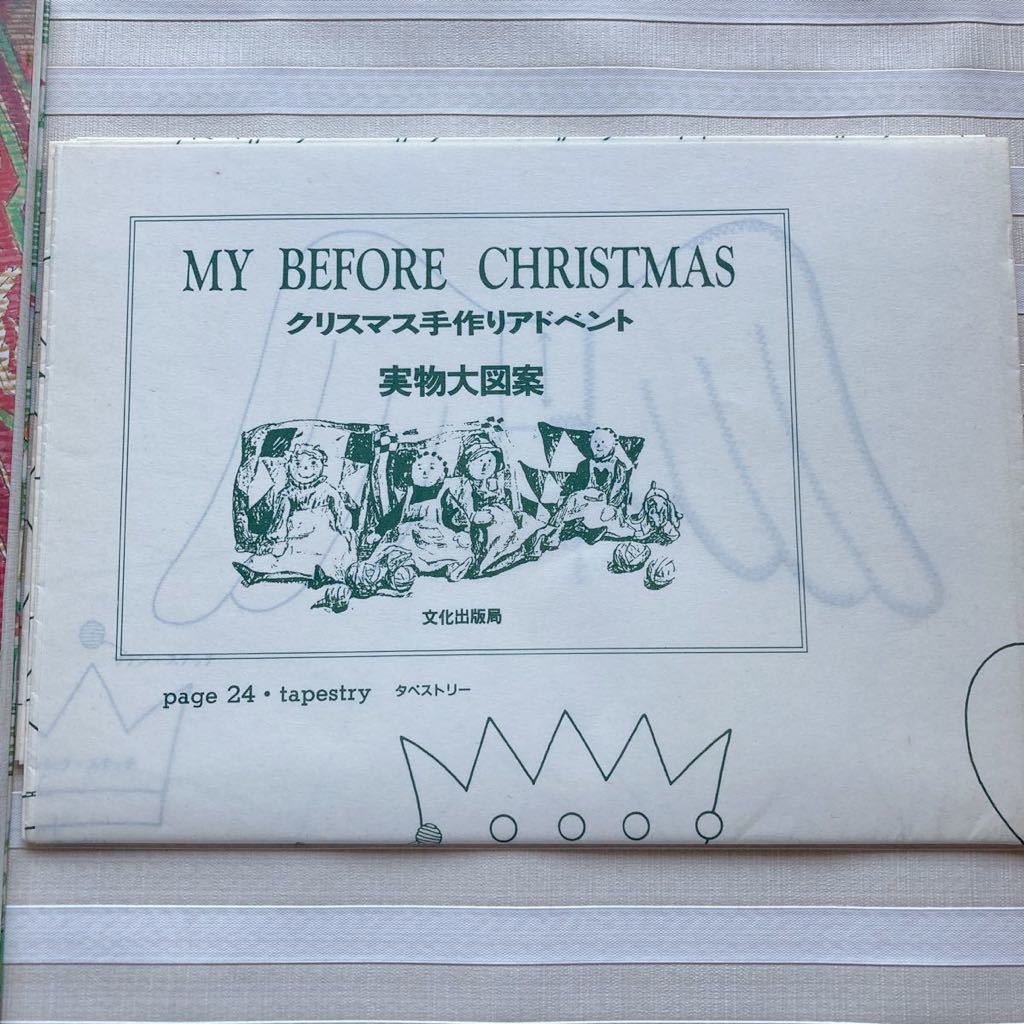 MY BEFORE CHRISTMAS
クリスマス手作りアドベント
実物大図案
文化出版局
page 24・tapestry タペストリー